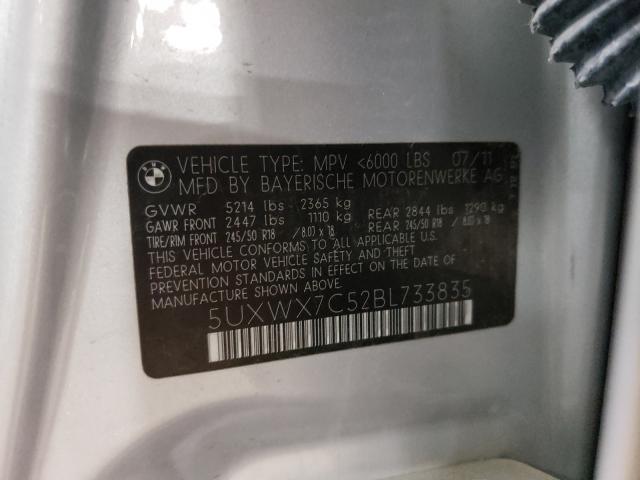 BMW
VEHICLE TYPE: MPV <6000 LBS 07/11
MFD BY BAYERISCHE MOTORENWERKE AG
GVWR 5214 lbs 2365 kg
GAWR FRONT 2447 lbs 1110 kg REAR 2844 lbs 1290 kg
TIRE/RIM FRONT 245/50 R18 / 8.0J x 18 REAR 245/50 R18 / 8.0J x 18
THIS VEHICLE CONFORMS TO ALL APPLICABLE U.S.
FEDERAL MOTOR VEHICLE SAFETY AND THEFT
PREVENTION STANDARDS IN EFFECT ON THE DATE OF
MANUFACTURE SHOWN ABOVE.
5UXWX7C52BL733835